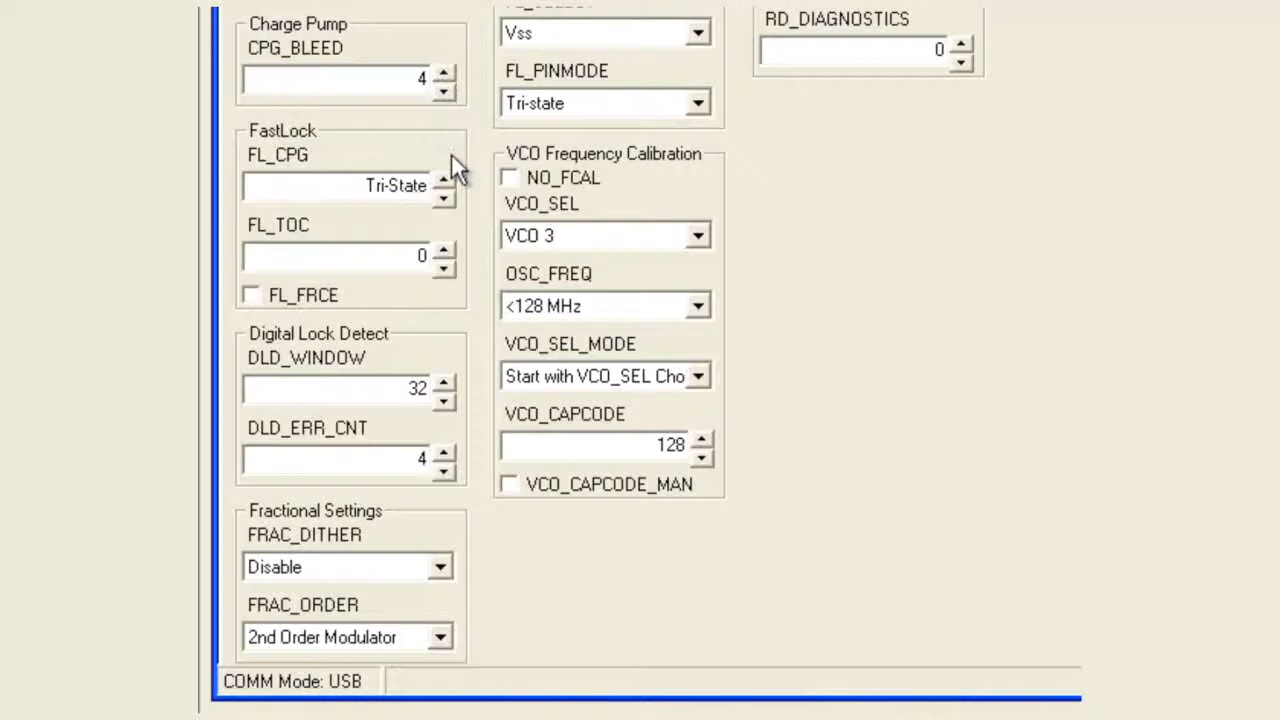 Charge Pump
CPG_BLEED
4
FastLock
FL_CPG
Tri-State
FL_TOC
0
FL_FRCE
Digital Lock Detect
DLD_WINDOW
32
DLD_ERR_CNT
4
Fractional Settings
FRAC_DITHER
Disable
FRAC_ORDER
2nd Order Modulator
Vss
FL_PINMODE
Tri-state
VCO Frequency Calibration
NO_FCAL
VCO_SEL
VCO 3
OSC_FREQ
<128 MHz
VCO_SEL_MODE
Start with VCO_SEL Cho
VCO_CAPCODE
128
VCO_CAPCODE_MAN
RD_DIAGNOSTICS
0
COMM Mode: USB